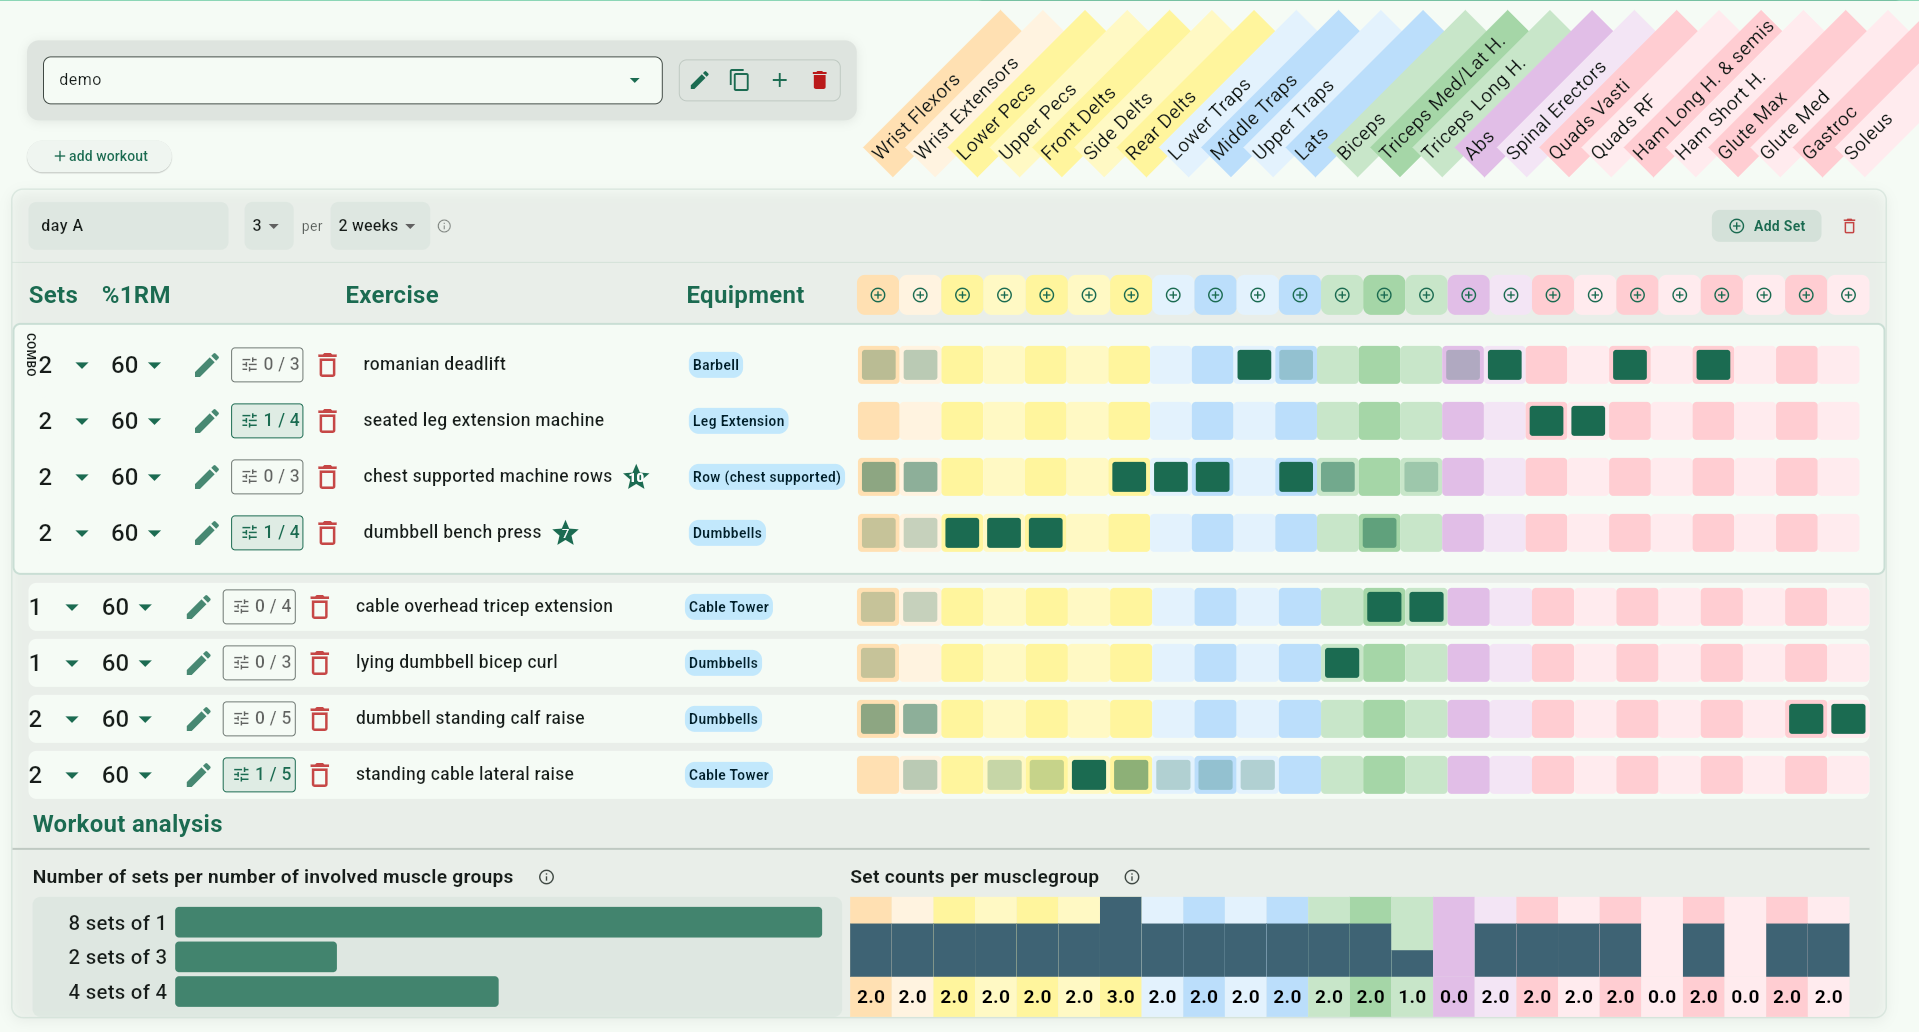 demo
+ add workout
Wrist Flexors
Wrist Extensors
Lower Pecs
Upper Pecs
Front Delts
Side Delts
Rear Delts
Lower Traps
Middle Traps
Upper Traps
Lats
Biceps
Triceps Med/Lat H.
Triceps Long H.
Abs
Spinal Erectors
Quads Vasti
Quads RF
Ham Long H. & semis
Ham Short H.
Glute Max
Glute Med
Gastroc
Soleus
day A 3 per 2 weeks Add Set
Sets %1RM Exercise Equipment
COMBO
2 60 0 / 3 romanian deadlift Barbell
2 60 1 / 4 seated leg extension machine Leg Extension
2 60 0 / 3 chest supported machine rows 10 Row (chest supported)
2 60 1 / 4 dumbbell bench press 7 Dumbbells
1 60 0 / 4 cable overhead tricep extension Cable Tower
1 60 0 / 3 lying dumbbell bicep curl Dumbbells
2 60 0 / 5 dumbbell standing calf raise Dumbbells
2 60 1 / 5 standing cable lateral raise Cable Tower
Workout analysis
Number of sets per number of involved muscle groups
8 sets of 1
2 sets of 3
4 sets of 4
Set counts per musclegroup
2.0 2.0 2.0 2.0 2.0 2.0 3.0 2.0 2.0 2.0 2.0 2.0 2.0 1.0 0.0 2.0 2.0 2.0 2.0 0.0 2.0 0.0 2.0 2.0